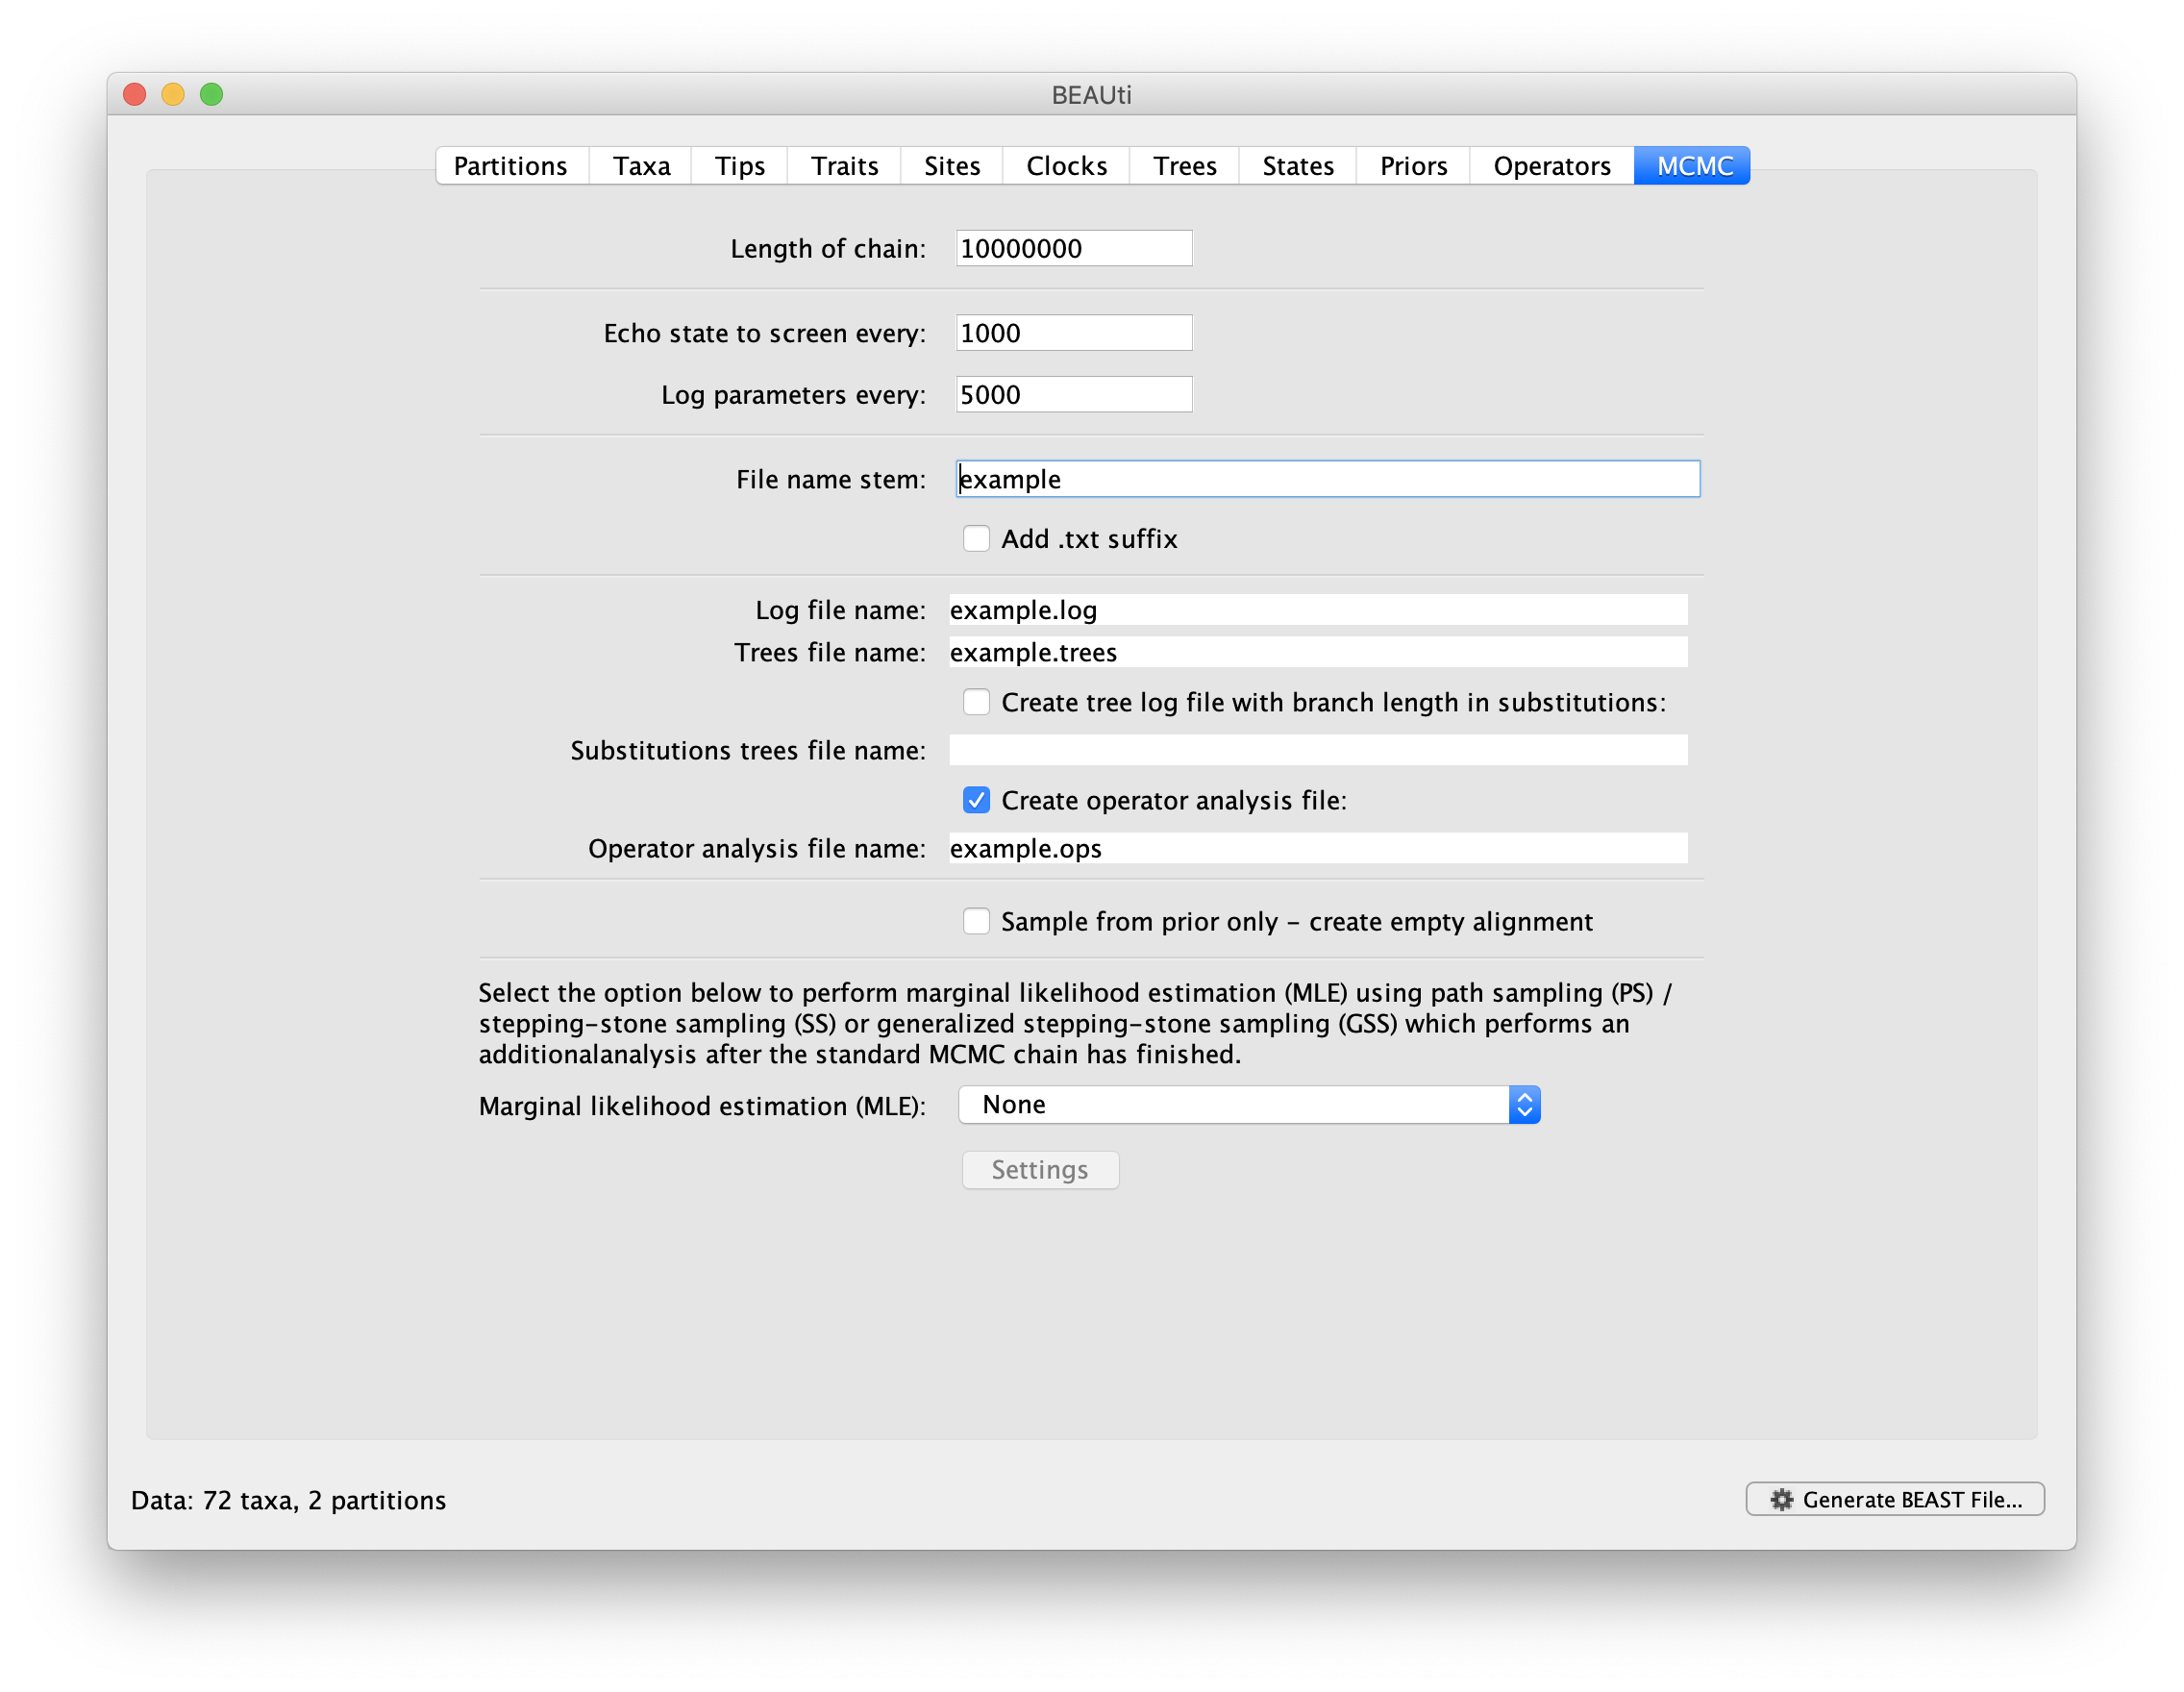 BEAUti
Partitions Taxa Tips Traits Sites Clocks Trees States Priors Operators MCMC
Length of chain: 10000000
Echo state to screen every: 1000
Log parameters every: 5000
File name stem: example
Add .txt suffix
Log file name: example.log
Trees file name: example.trees
Create tree log file with branch length in substitutions:
Substitutions trees file name:
Create operator analysis file:
Operator analysis file name: example.ops
Sample from prior only - create empty alignment
Select the option below to perform marginal likelihood estimation (MLE) using path sampling (PS) /
stepping-stone sampling (SS) or generalized stepping-stone sampling (GSS) which performs an
additionalanalysis after the standard MCMC chain has finished.
Marginal likelihood estimation (MLE): None
Settings
Data: 72 taxa, 2 partitions
Generate BEAST File...